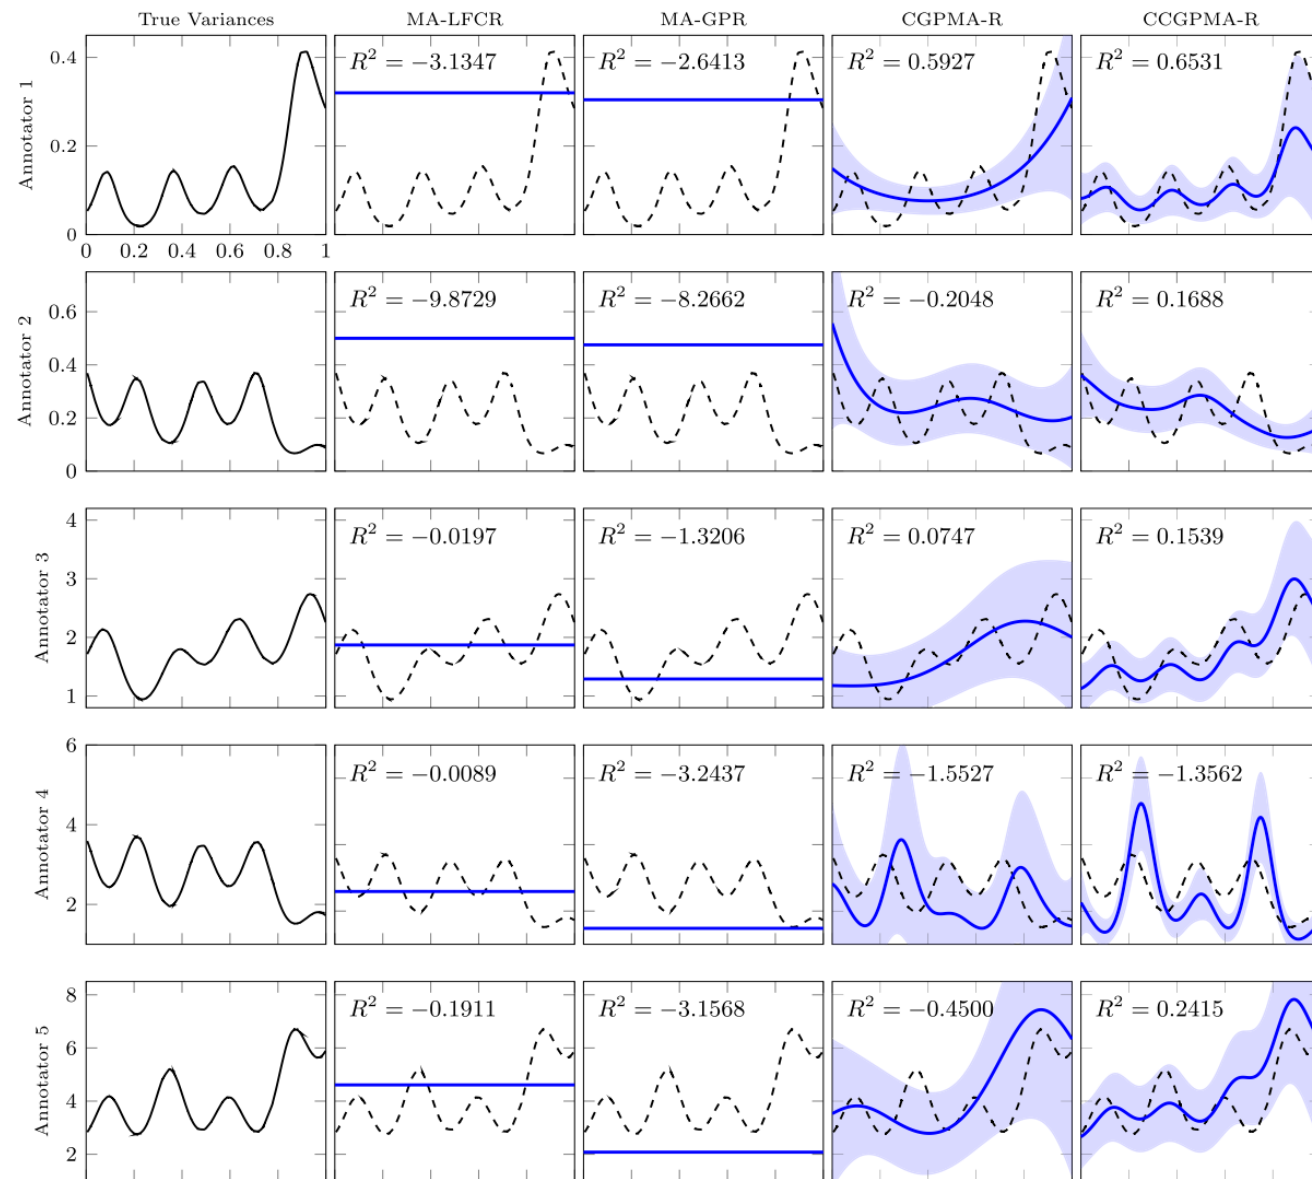 True Variances MA-LFCR MA-GPR CGPMA-R CCGPMA-R
Annotator 1
0.4
0.2
0
0 0.2 0.4 0.6 0.8 1
R² = −3.1347
R² = −2.6413
R² = 0.5927
R² = 0.6531
Annotator 2
0.6
0.4
0.2
0
R² = −9.8729
R² = −8.2662
R² = −0.2048
R² = 0.1688
Annotator 3
4
3
2
1
R² = −0.0197
R² = −1.3206
R² = 0.0747
R² = 0.1539
Annotator 4
6
4
2
R² = −0.0089
R² = −3.2437
R² = −1.5527
R² = −1.3562
Annotator 5
8
6
4
2
R² = −0.1911
R² = −3.1568
R² = −0.4500
R² = 0.2415